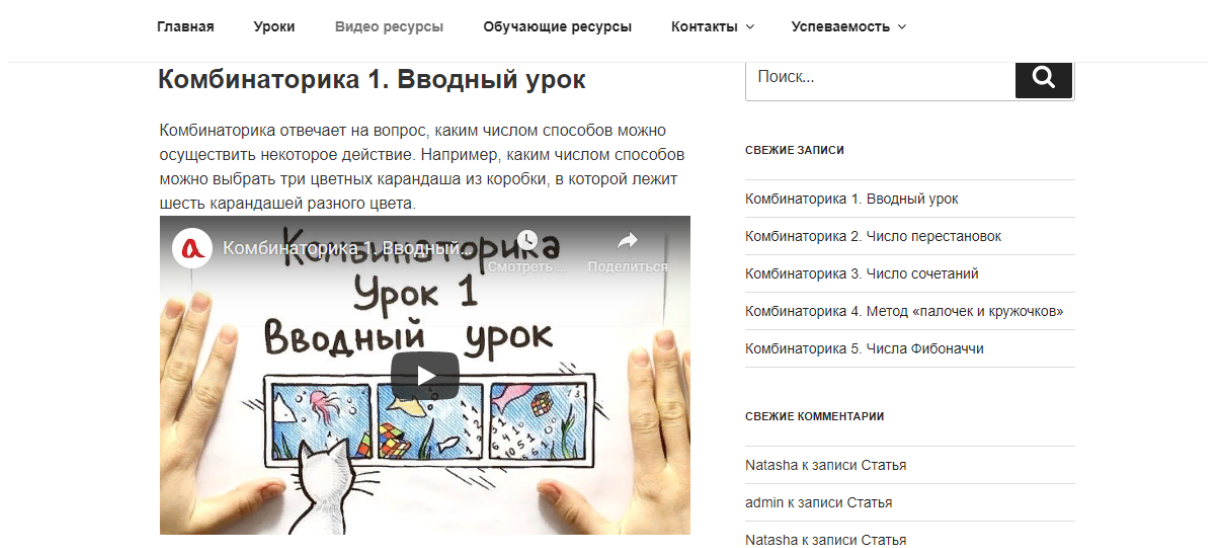 Главная Уроки Видео ресурсы Обучающие ресурсы Контакты Успеваемость
Комбинаторика 1. Вводный урок
Комбинаторика отвечает на вопрос, каким числом способов можно
осуществить некоторое действие. Например, каким числом способов
можно выбрать три цветных карандаша из коробки, в которой лежит
шесть карандашей разного цвета.
Комбинаторика 1. Вводный...
Смотреть ... Поделиться
Комбинаторика
Урок 1
Вводный урок
Поиск...
СВЕЖИЕ ЗАПИСИ
Комбинаторика 1. Вводный урок
Комбинаторика 2. Число перестановок
Комбинаторика 3. Число сочетаний
Комбинаторика 4. Метод «палочек и кружочков»
Комбинаторика 5. Числа Фибоначчи
СВЕЖИЕ КОММЕНТАРИИ
Natasha к записи Статья
admin к записи Статья
Natasha к записи Статья